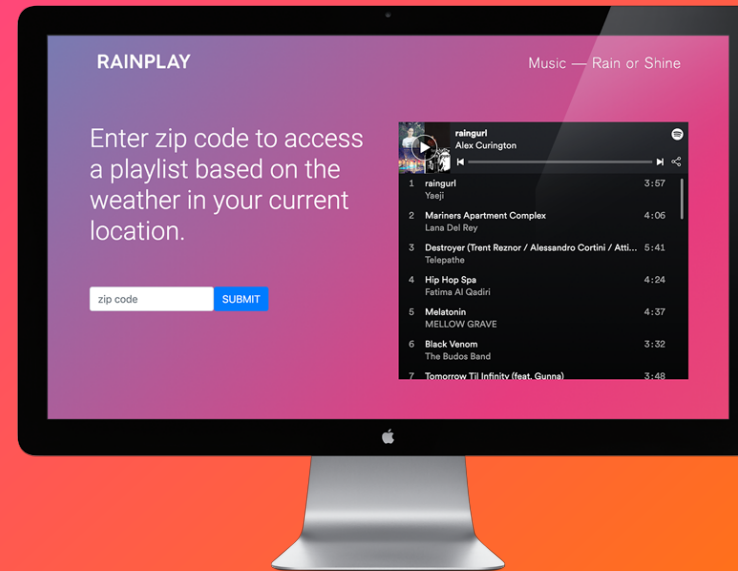 RAINPLAY
Music — Rain or Shine
Enter zip code to access
a playlist based on the
weather in your current
location.
zip code
SUBMIT
raingurl
Alex Curington
1 raingurl 3:57
Yaeji
2 Mariners Apartment Complex 4:06
Lana Del Rey
3 Destroyer (Trent Reznor / Alessandro Cortini / Atti... 5:41
Telepathe
4 Hip Hop Spa 4:24
Fatima Al Qadiri
5 Melatonin 4:37
MELLOW GRAVE
6 Black Venom 3:32
The Budos Band
7 Tomorrow Til Infinity (feat. Gunna) 3:48